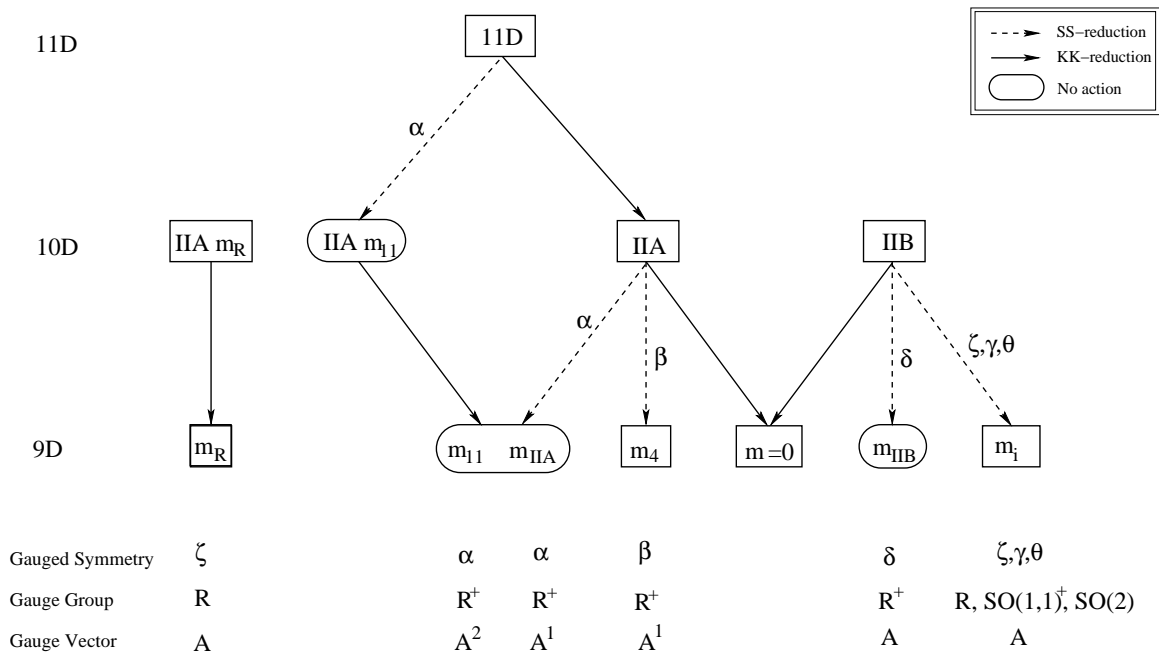 11D
11D
SS-reduction
KK-reduction
No action
α
10D
IIA m_R
IIA m_11
IIA
IIB
α
β
δ
ζ,γ,θ
9D
m_R
m_11 m_IIA
m_4
m=0
m_IIB
m_i
Gauged Symmetry ζ α α β δ ζ,γ,θ
Gauge Group R R^+ R^+ R^+ R^+ R, SO(1,1)^+, SO(2)
Gauge Vector A A^2 A^1 A^1 A A